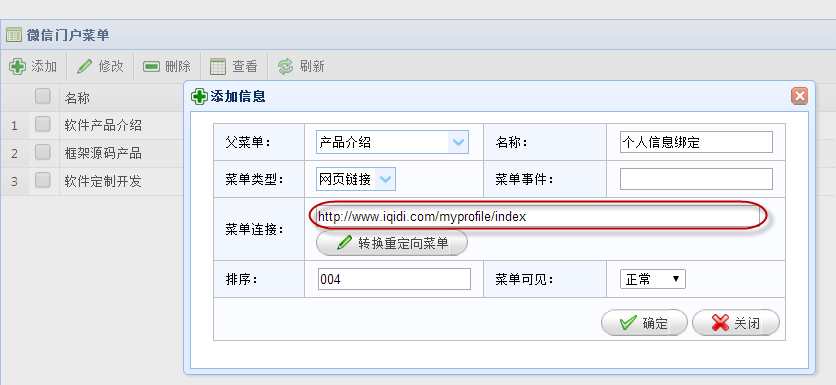 微信门户菜单
添加 修改 删除 查看 刷新
名称
1 软件产品介绍
2 框架源码产品
3 软件定制开发
添加信息
父菜单: 产品介绍 名称: 个人信息绑定
菜单类型: 网页链接 菜单事件:
菜单连接: http://www.iqidi.com/myprofile/index
转换重定向菜单
排序: 004 菜单可见: 正常
确定 关闭